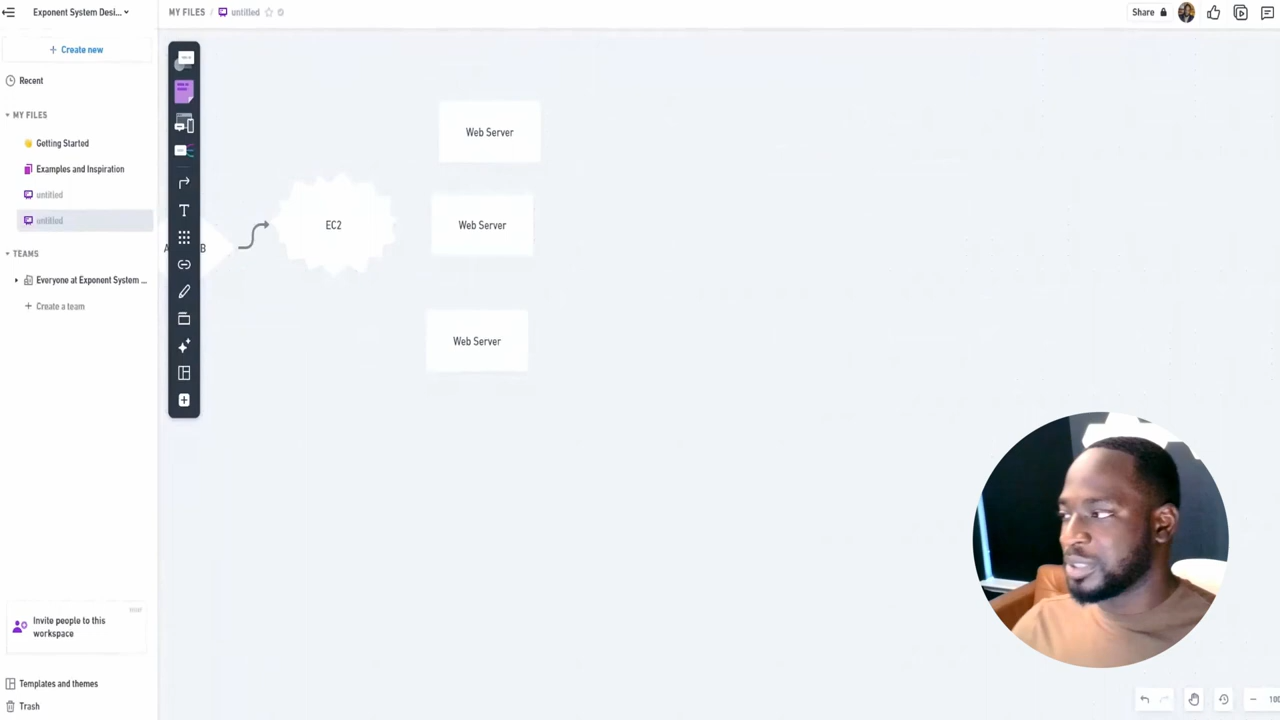 Exponent System Desi...
MY FILES / untitled
Share
+ Create new
Recent
MY FILES
Getting Started
Examples and Inspiration
untitled
untitled
TEAMS
Everyone at Exponent System ...
+ Create a team
Web Server
EC2
Web Server
Web Server
Invite people to this
workspace
Templates and themes
Trash
100